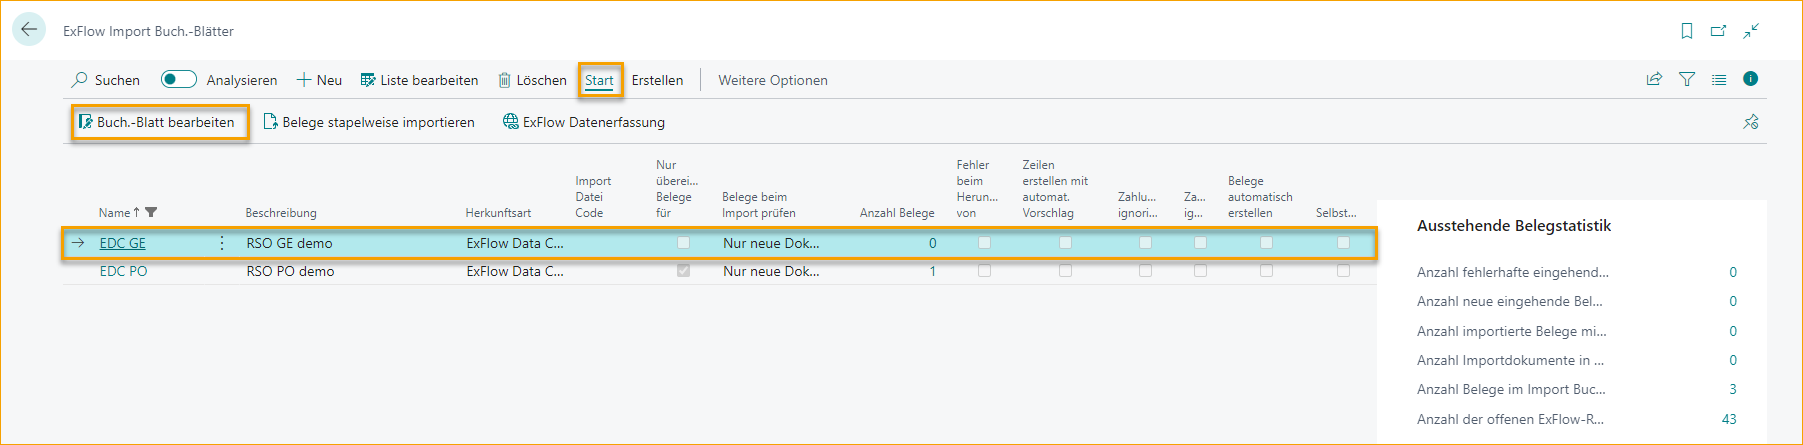 ExFlow Import Buch.-Blätter
Suchen Analysieren Neu Liste bearbeiten Löschen Start Erstellen Weitere Optionen
Buch.-Blatt bearbeiten Belege stapelweise importieren ExFlow Datenerfassung
Name Beschreibung Herkunftsart Import Datei Code Nur überei... Belege für Belege beim Import prüfen Anzahl Belege Fehler beim Herun... von Zeilen erstellen mit automat. Vorschlag Zahlu... ignori... Za... ig... Belege automatisch erstellen Selbst...
EDC GE RSO GE demo ExFlow Data C... Nur neue Dok... 0
EDC PO RSO PO demo ExFlow Data C... Nur neue Dok... 1
Ausstehende Belegstatistik
Anzahl fehlerhafte eingehend... 0
Anzahl neue eingehende Bel... 0
Anzahl importierte Belege mi... 0
Anzahl Importdokumente in ... 0
Anzahl Belege im Import Buc... 3
Anzahl der offenen ExFlow-R... 43